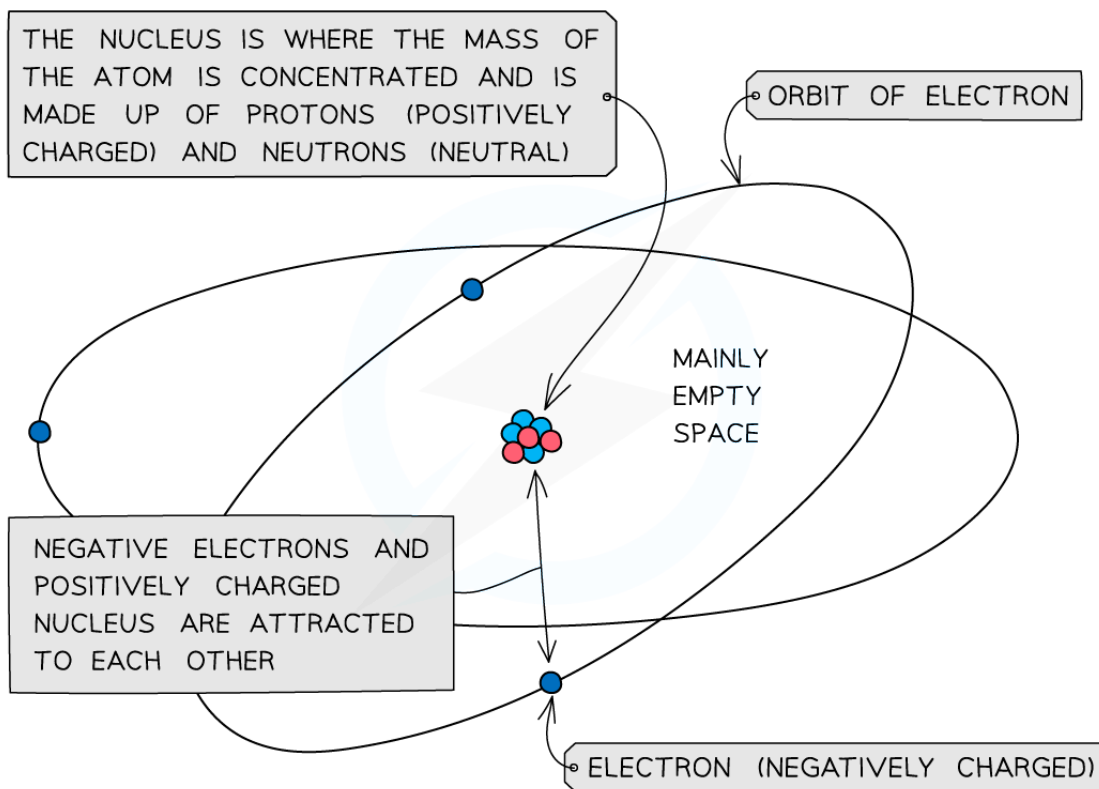 THE NUCLEUS IS WHERE THE MASS OF
THE ATOM IS CONCENTRATED AND IS
MADE UP OF PROTONS (POSITIVELY
CHARGED) AND NEUTRONS (NEUTRAL)
ORBIT OF ELECTRON
MAINLY
EMPTY
SPACE
NEGATIVE ELECTRONS AND
POSITIVELY CHARGED
NUCLEUS ARE ATTRACTED
TO EACH OTHER
ELECTRON (NEGATIVELY CHARGED)